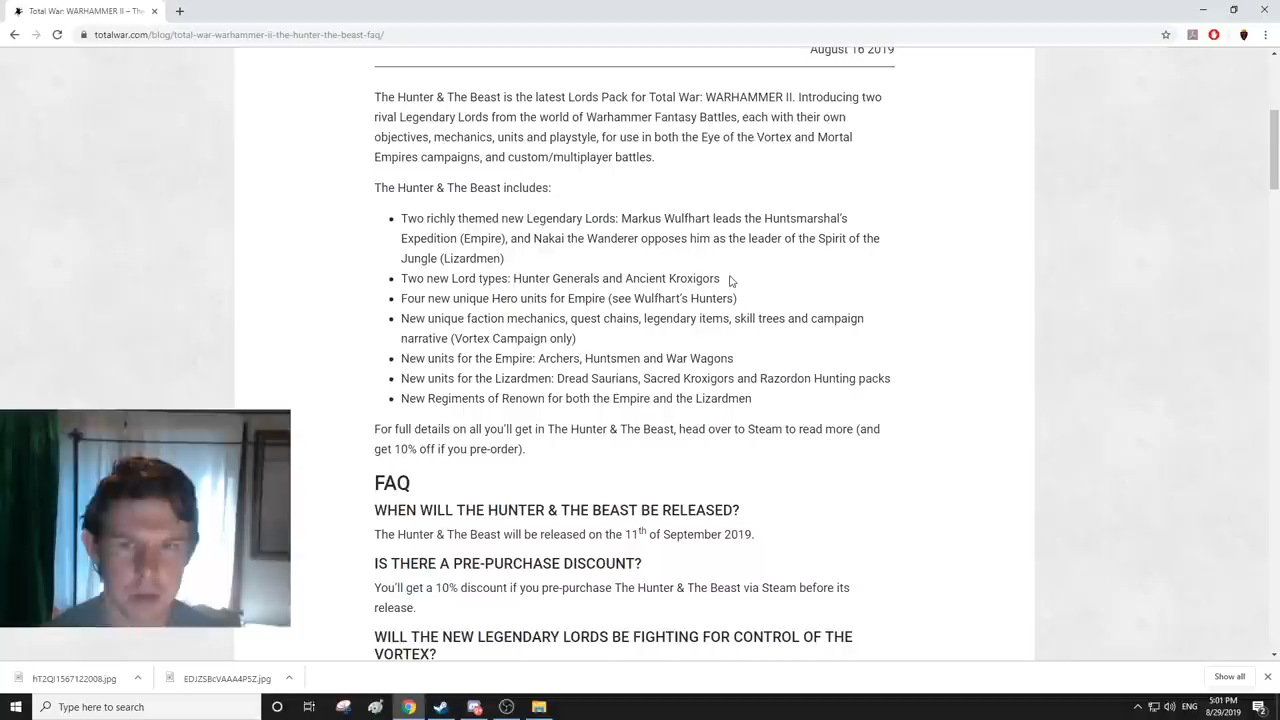 Total War: WARHAMMER II – The
totalwar.com/blog/total-war-warhammer-ii-the-hunter-the-beast-faq/
August 16 2019
The Hunter & The Beast is the latest Lords Pack for Total War: WARHAMMER II. Introducing two
rival Legendary Lords from the world of Warhammer Fantasy Battles, each with their own
objectives, mechanics, units and playstyle, for use in both the Eye of the Vortex and Mortal
Empires campaigns, and custom/multiplayer battles.
The Hunter & The Beast includes:
Two richly themed new Legendary Lords: Markus Wulfhart leads the Huntsmarshal's
Expedition (Empire), and Nakai the Wanderer opposes him as the leader of the Spirit of the
Jungle (Lizardmen)
Two new Lord types: Hunter Generals and Ancient Kroxigors
Four new unique Hero units for Empire (see Wulfhart's Hunters)
New unique faction mechanics, quest chains, legendary items, skill trees and campaign
narrative (Vortex Campaign only)
New units for the Empire: Archers, Huntsmen and War Wagons
New units for the Lizardmen: Dread Saurians, Sacred Kroxigors and Razordon Hunting packs
New Regiments of Renown for both the Empire and the Lizardmen
For full details on all you'll get in The Hunter & The Beast, head over to Steam to read more (and
get 10% off if you pre-order).
FAQ
WHEN WILL THE HUNTER & THE BEAST BE RELEASED?
The Hunter & The Beast will be released on the 11th of September 2019.
IS THERE A PRE-PURCHASE DISCOUNT?
You'll get a 10% discount if you pre-purchase The Hunter & The Beast via Steam before its
release.
WILL THE NEW LEGENDARY LORDS BE FIGHTING FOR CONTROL OF THE
VORTEX?
hT2QJ1567122008.jpg
EDJZSBcVAAA4P5Z.jpg
Show all
Type here to search
ENG
5:01 PM
8/29/2019
2